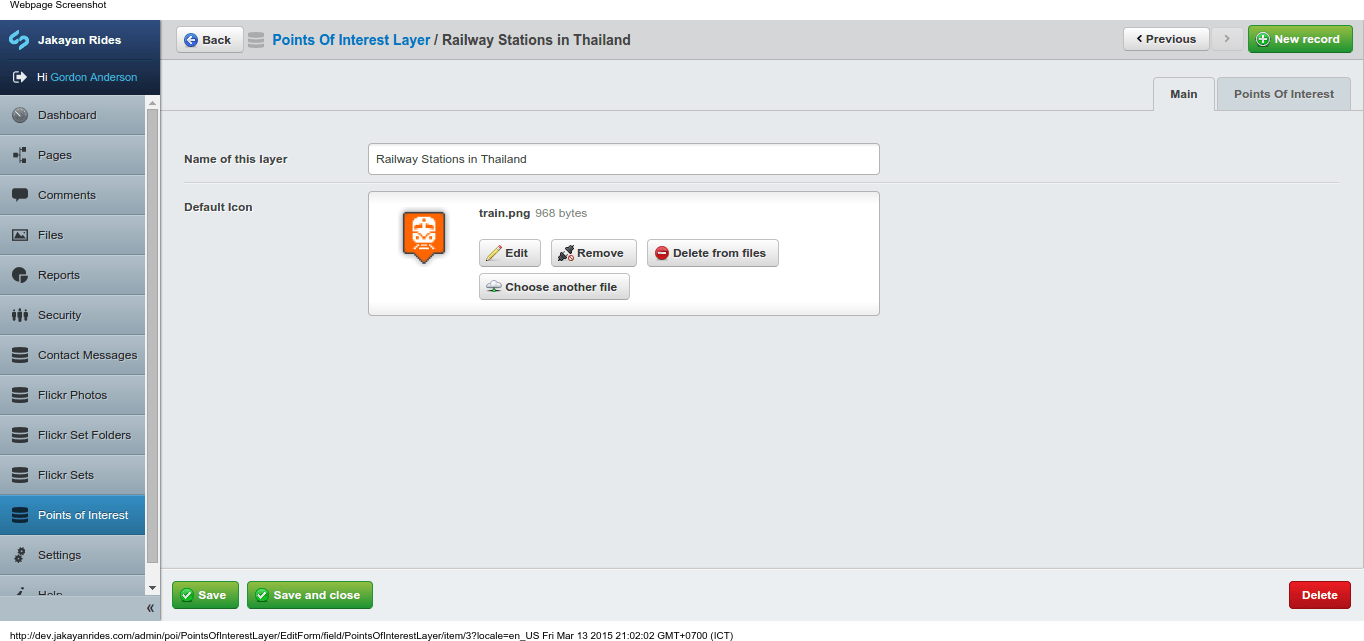 Webpage Screenshot
Jakayan Rides
Hi Gordon Anderson
Back
Points Of Interest Layer / Railway Stations in Thailand
Previous
New record
Main
Points Of Interest
Dashboard
Pages
Comments
Files
Reports
Security
Contact Messages
Flickr Photos
Flickr Set Folders
Flickr Sets
Points of Interest
Settings
Help
«
Name of this layer
Railway Stations in Thailand
Default Icon
train.png 968 bytes
Edit
Remove
Delete from files
Choose another file
Save
Save and close
Delete
http://dev.jakayanrides.com/admin/poi/PointsOfInterestLayer/EditForm/field/PointsOfInterestLayer/item/3?locale=en_US Fri Mar 13 2015 21:02:02 GMT+0700 (ICT)